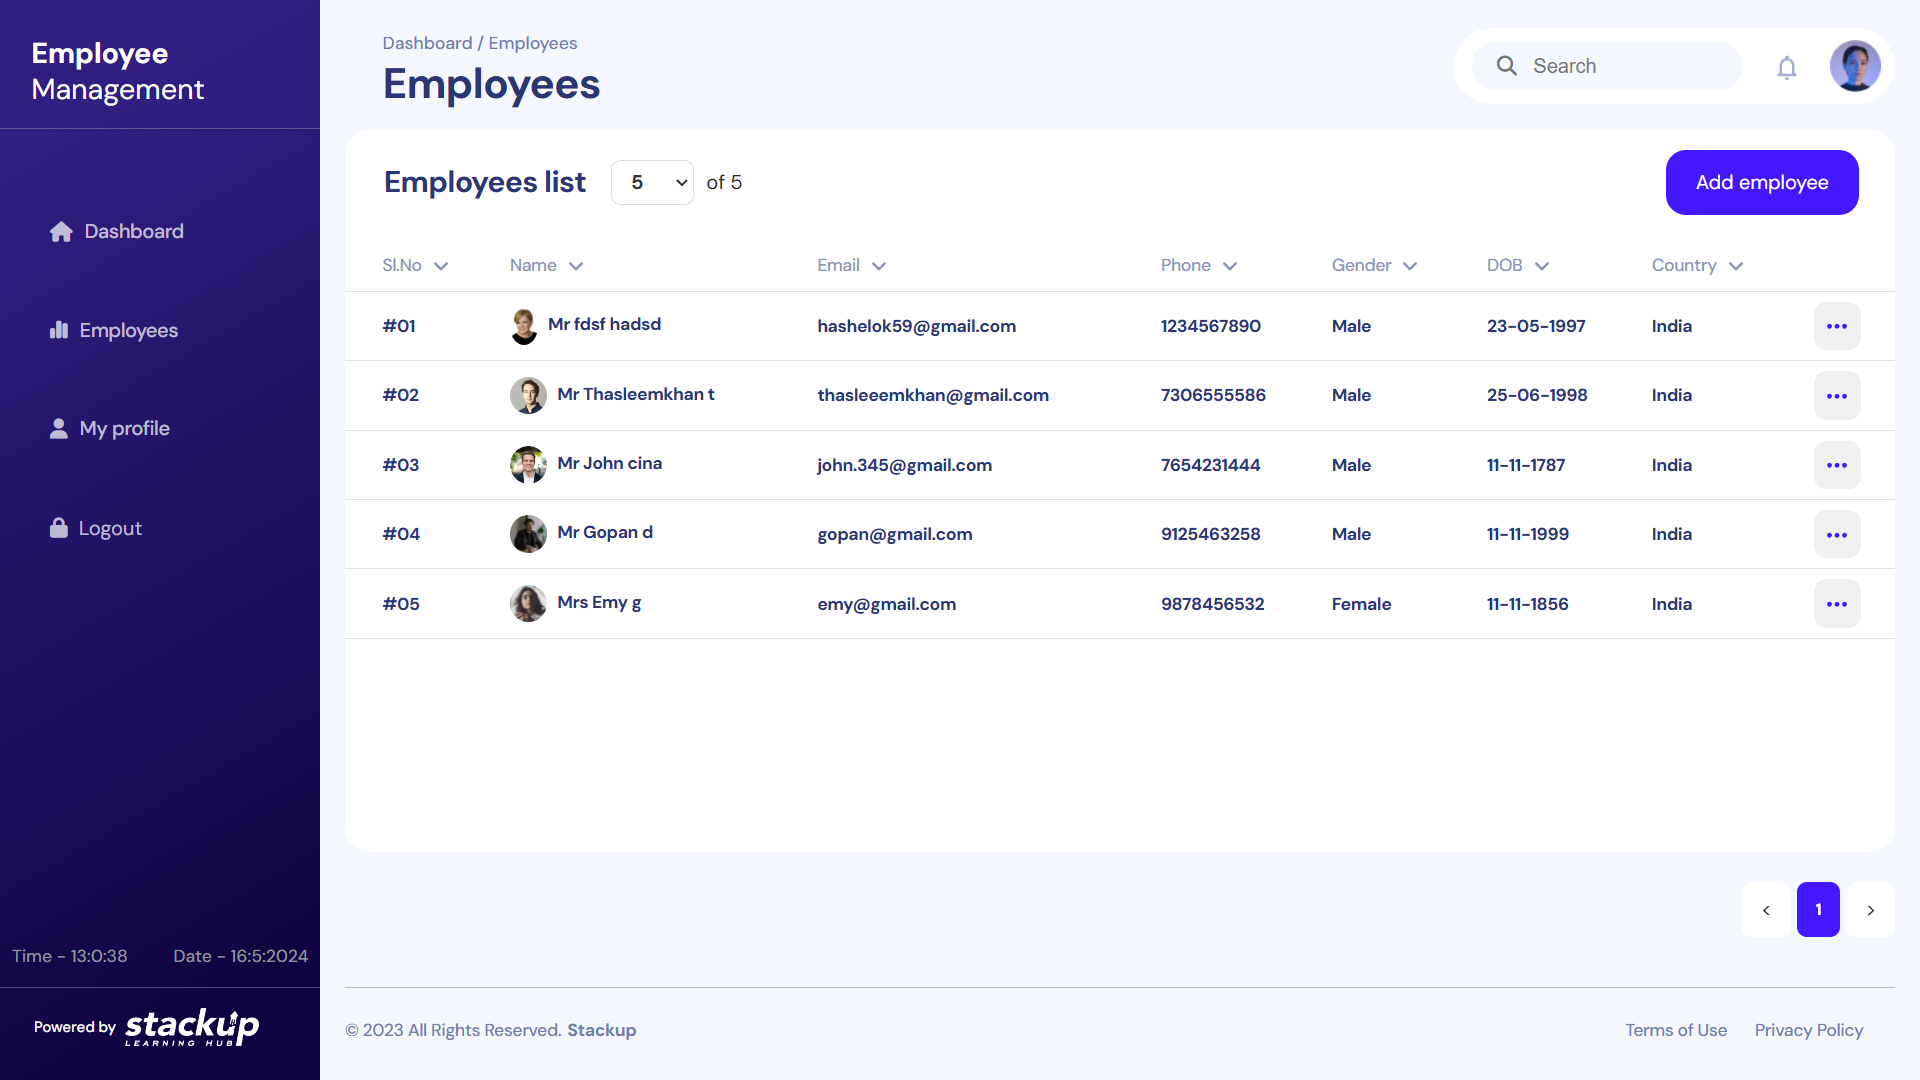 Employee
Management
Dashboard
Employees
My profile
Logout
Time - 13:0:38 Date - 16:5:2024
Powered by stackup
LEARNING HUB
Dashboard / Employees
Employees
Search
Employees list 5 of 5
Add employee
Sl.No Name Email Phone Gender DOB Country
#01 Mr fdsf hadsd hashelok59@gmail.com 1234567890 Male 23-05-1997 India
#02 Mr Thasleemkhan t thasleeemkhan@gmail.com 7306555586 Male 25-06-1998 India
#03 Mr John cina john.345@gmail.com 7654231444 Male 11-11-1787 India
#04 Mr Gopan d gopan@gmail.com 9125463258 Male 11-11-1999 India
#05 Mrs Emy g emy@gmail.com 9878456532 Female 11-11-1856 India
< 1 >
© 2023 All Rights Reserved. Stackup
Terms of Use Privacy Policy